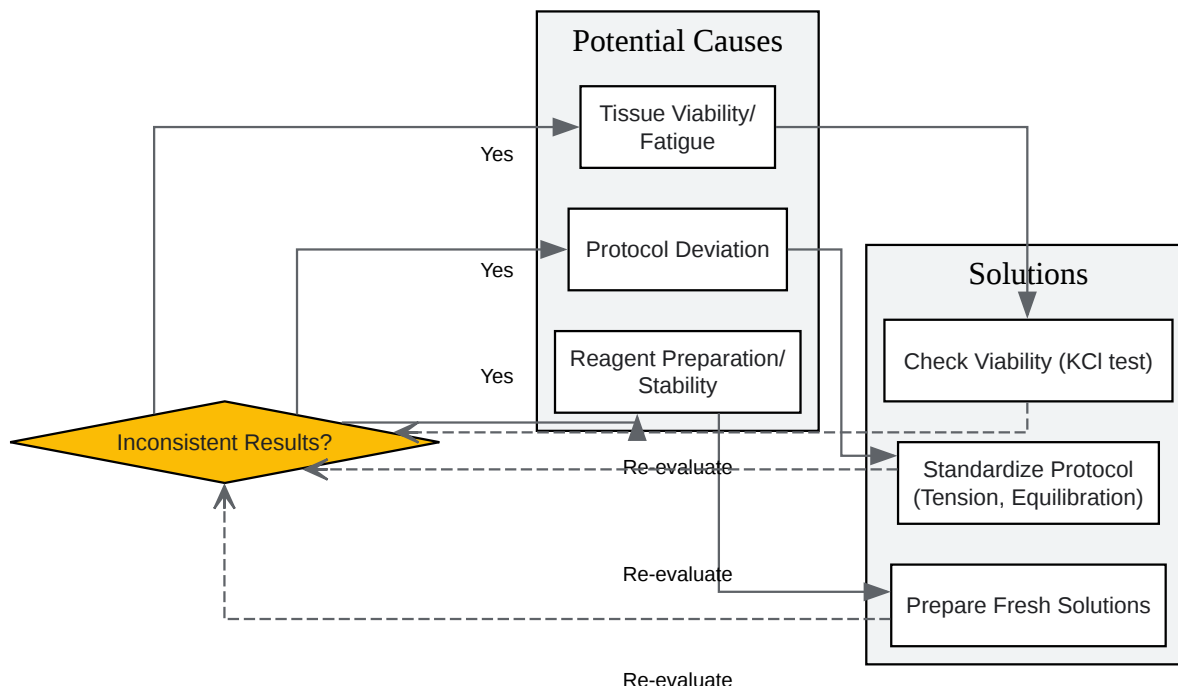 Potential Causes
Tissue Viability/
Fatigue
Yes
Protocol Deviation
Yes
Solutions
Reagent Preparation/
Stability
Yes
Check Viability (KCl test)
Inconsistent Results?
Re-evaluate
Standardize Protocol
(Tension, Equilibration)
Re-evaluate
Prepare Fresh Solutions
Re-evaluate